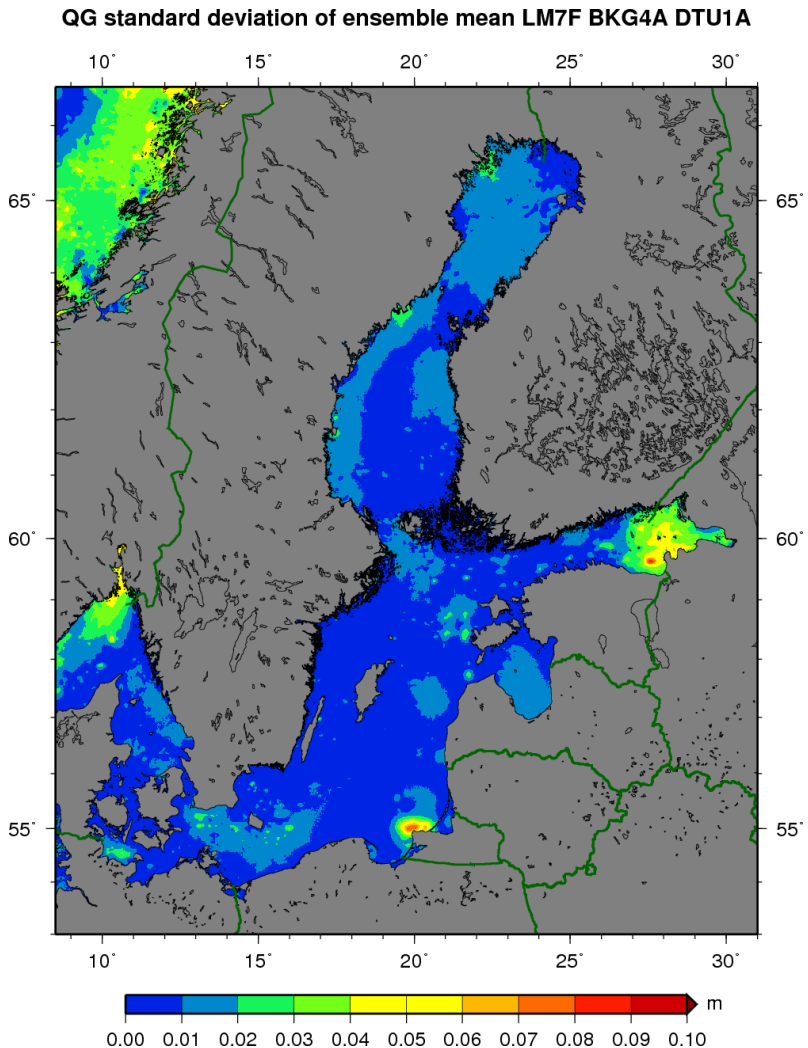 QG standard deviation of ensemble mean LM7F BKG4A DTU1A
10° 15° 20° 25° 30°
65° 65°
60° 60°
55° 55°
10° 15° 20° 25° 30°
m
0.00 0.01 0.02 0.03 0.04 0.05 0.06 0.07 0.08 0.09 0.10